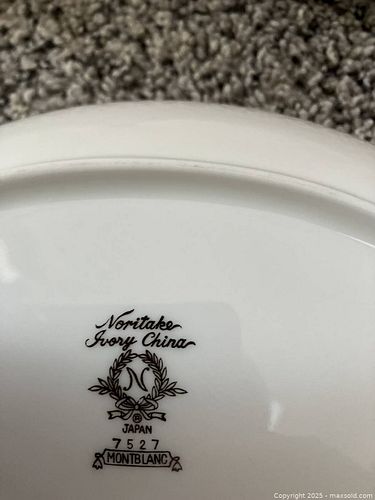 Noritake
Ivory China
N
®
JAPAN
7527
MONTBLANC
Copyright 2025 - maxsold.com